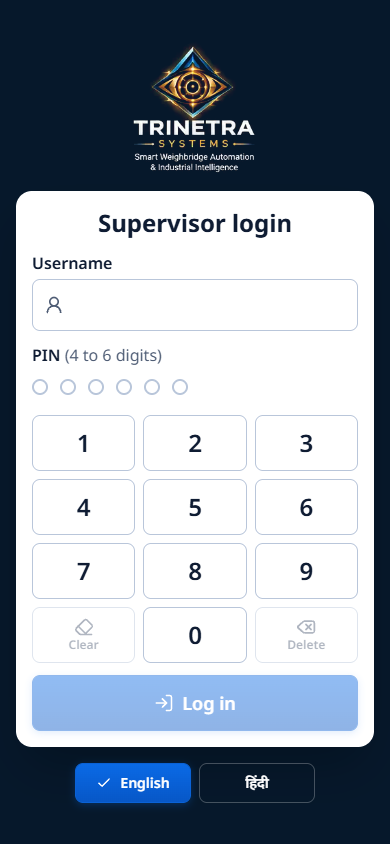 TRINETRA
SYSTEMS
Smart Weighbridge Automation
& Industrial Intelligence
Supervisor login
Username
PIN (4 to 6 digits)
1 2 3
4 5 6
7 8 9
Clear 0 Delete
Log in
English हिंदी